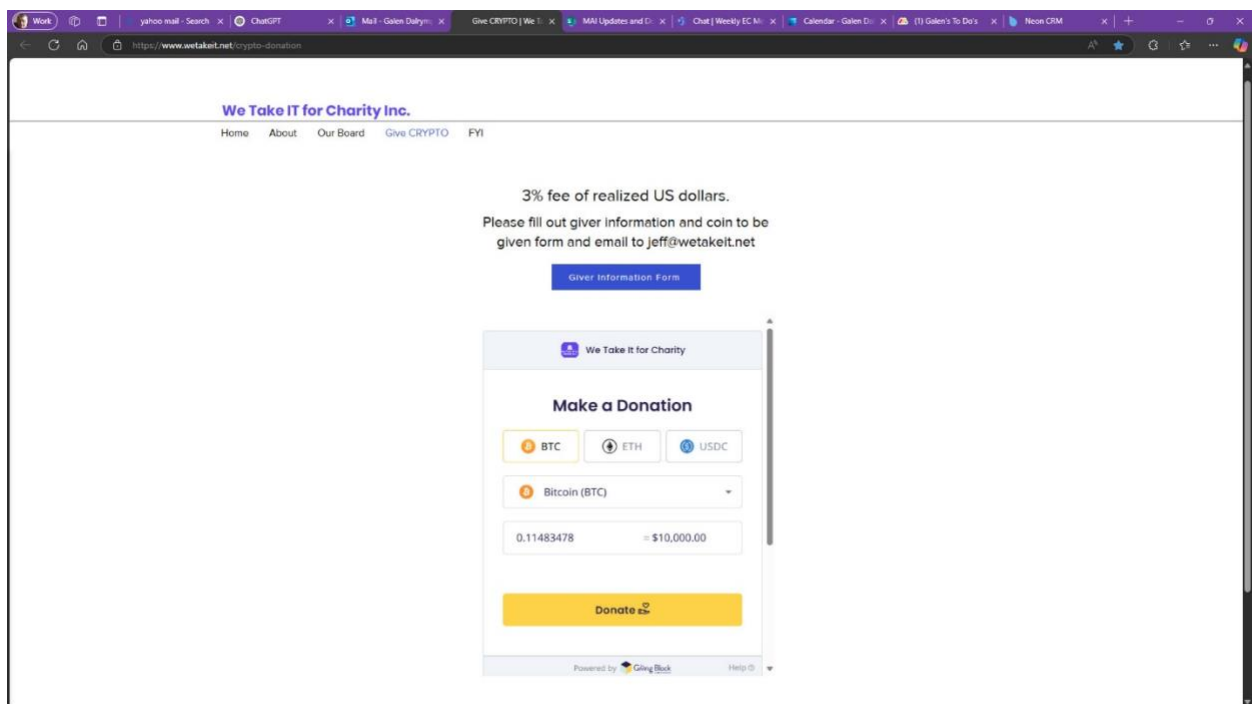 Work
yahoo mail - Search
ChatGPT
Mail - Galen Dalrym
Give CRYPTO | We T
MAI Updates and D
Chat | Weekly EC M
Calendar - Galen D
(1) Galen's To Do's
Neon CRM
https://www.wetakeit.net/crypto-donation
We Take IT for Charity Inc.
Home About Our Board Give CRYPTO FYI
3% fee of realized US dollars.
Please fill out giver information and coin to be
given form and email to jeff@wetakeit.net
Giver Information Form
We Take It for Charity
Make a Donation
BTC ETH USDC
Bitcoin (BTC)
0.11483478 = $10,000.00
Donate
Powered by Giving Block Help